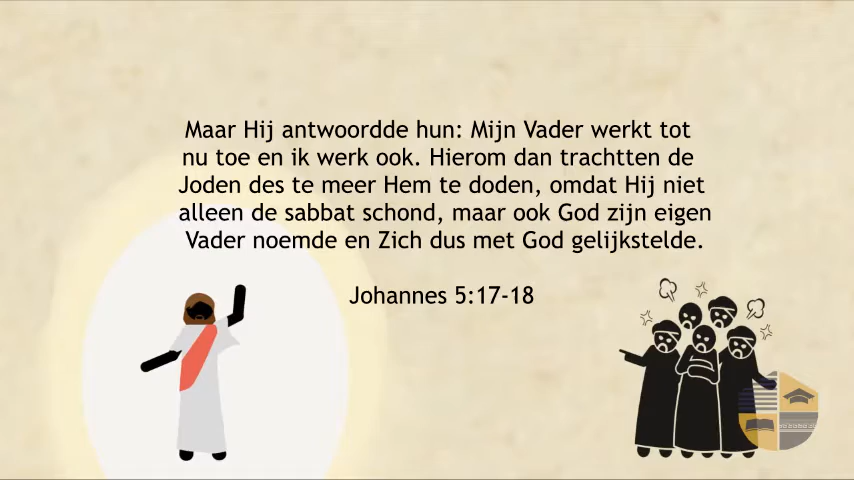 Maar Hij antwoordde hun: Mijn Vader werkt tot
nu toe en ik werk ook. Hierom dan trachtten de
Joden des te meer Hem te doden, omdat Hij niet
alleen de sabbat schond, maar ook God zijn eigen
Vader noemde en Zich dus met God gelijkstelde.
Johannes 5:17-18